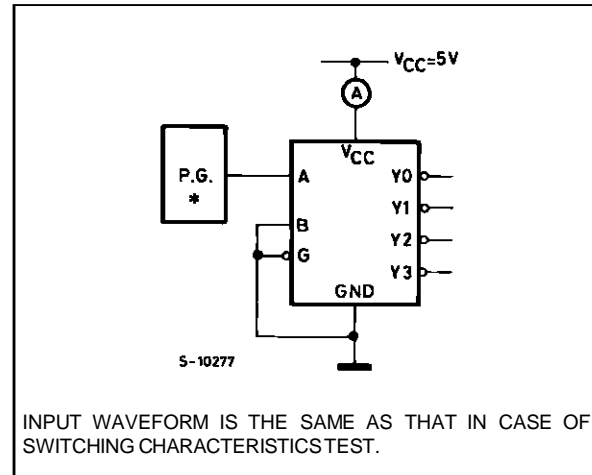 VCC=5V
A
VCC
P.G.
*
A
Y0
Y1
B
Y2
G
Y3
GND
S-10277
INPUT WAVEFORM IS THE SAME AS THAT IN CASE OF
SWITCHING CHARACTERISTICS TEST.